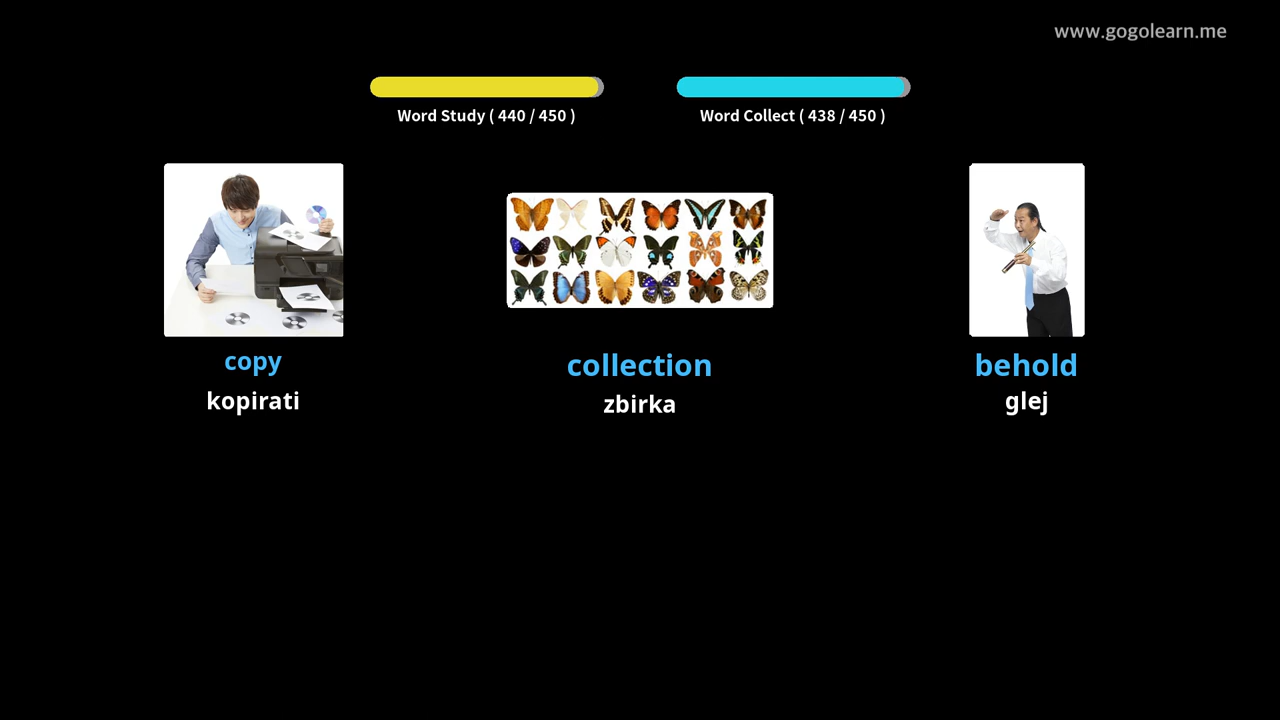 www.gogolearn.me
Word Study ( 440 / 450 )
Word Collect ( 438 / 450 )
copy
kopirati
collection
zbirka
behold
glej